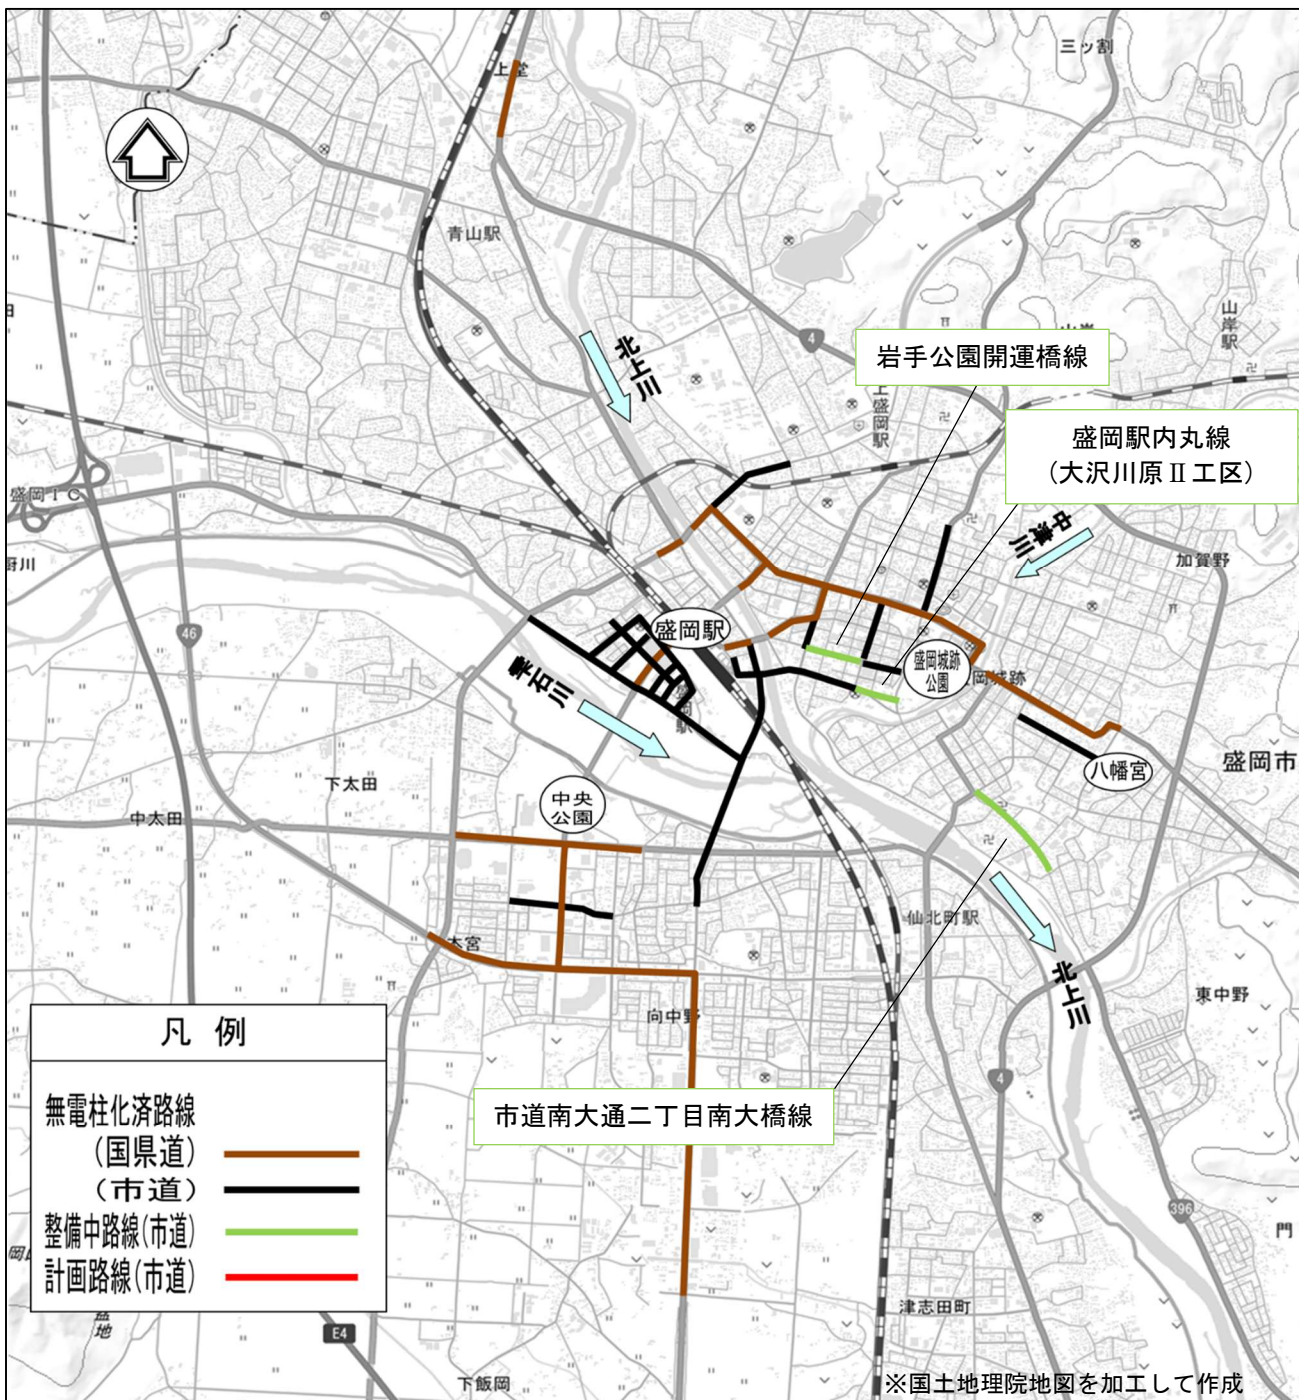 三ッ割
上堂
青山駅
山岸駅
4
北上川
岩手公園開運橋線
上盛岡駅
盛岡駅内丸線
(大沢川原Ⅱ工区)
盛岡IC
中津川
加賀野
46
盛岡駅
盛岡城跡
公園
雫石川
八幡宮
盛岡市
下太田
中太田
中央
公園
仙北町駅
本宮
北上川
東中野
向中野
凡 例
無電柱化済路線
(国県道)
(市道)
整備中路線(市道)
計画路線(市道)
市道南大通二丁目南大橋線
4
396
門
津志田町
E4
下飯岡
※国土地理院地図を加工して作成